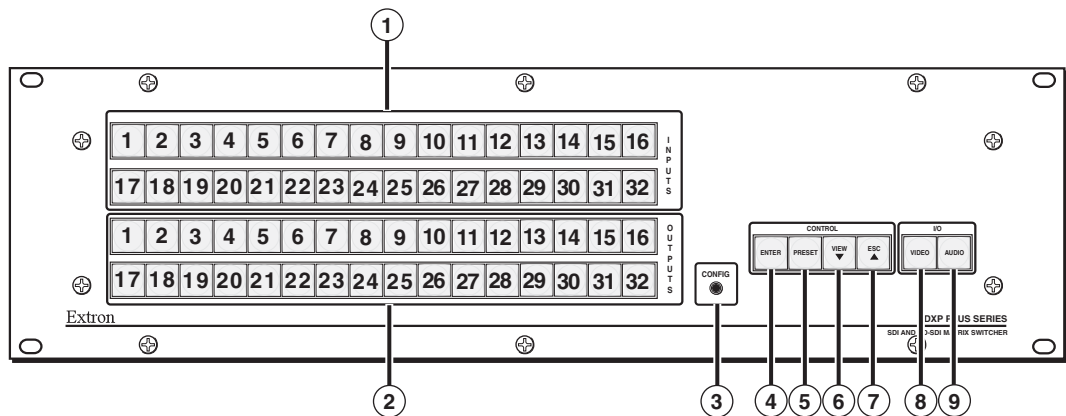 1
1 2 3 4 5 6 7 8 9 10 11 12 13 14 15 16
17 18 19 20 21 22 23 24 25 26 27 28 29 30 31 32
INPUTS
1 2 3 4 5 6 7 8 9 10 11 12 13 14 15 16
17 18 19 20 21 22 23 24 25 26 27 28 29 30 31 32
OUTPUTS
CONFIG
CONTROL
ENTER PRESET VIEW ESC
I/O
VIDEO AUDIO
Extron
DXP SERIES
SDI AND MATRIX SWITCHER
2 3 4 5 6 7 8 9